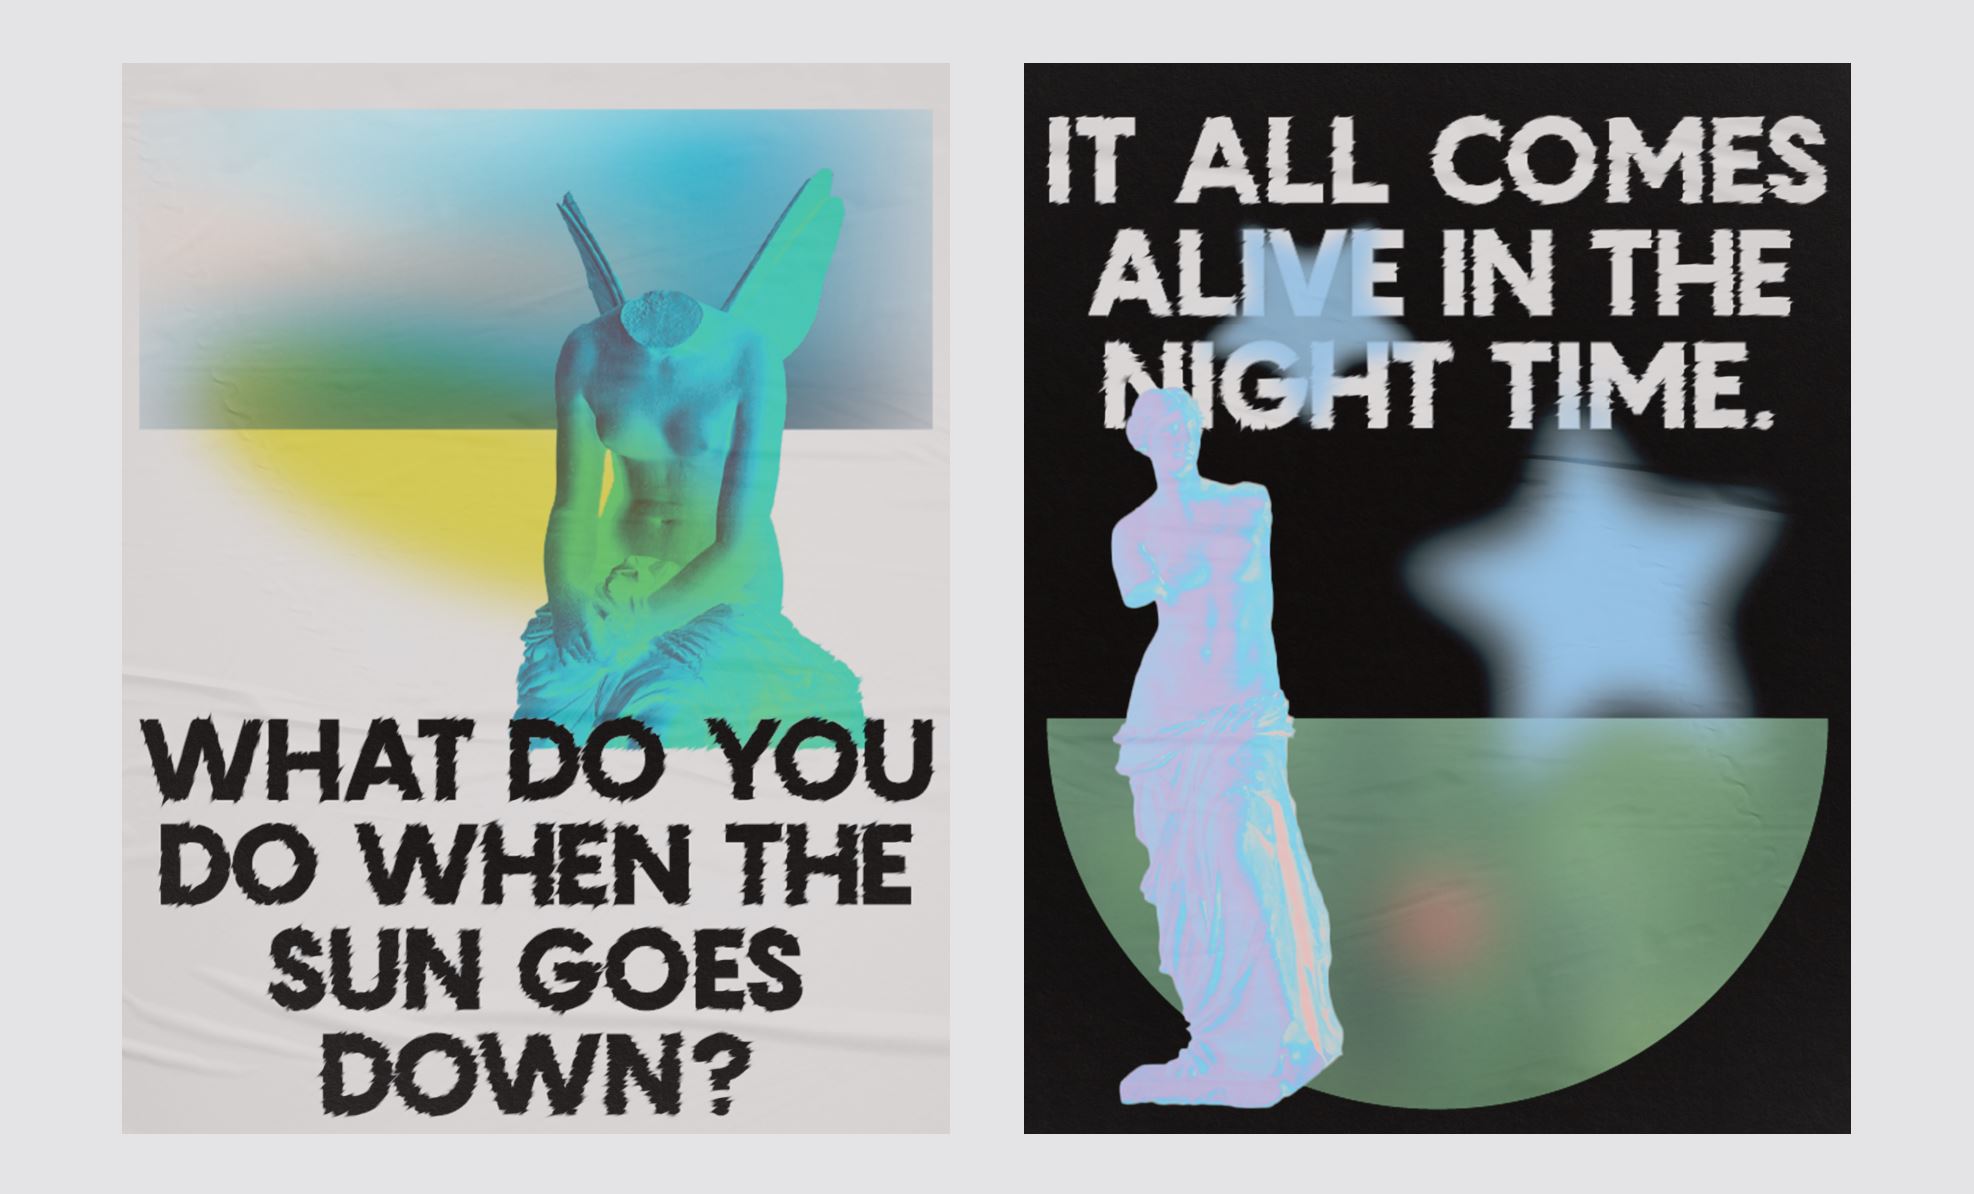 WHAT DO YOU
DO WHEN THE
SUN GOES
DOWN?
IT ALL COMES
ALIVE IN THE
NIGHT TIME.